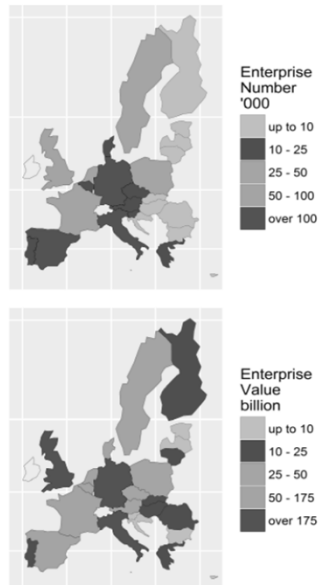 Enterprise
Number
'000
up to 10
10 - 25
25 - 50
50 - 100
over 100
Enterprise
Value
billion
up to 10
10 - 25
25 - 50
50 - 175
over 175